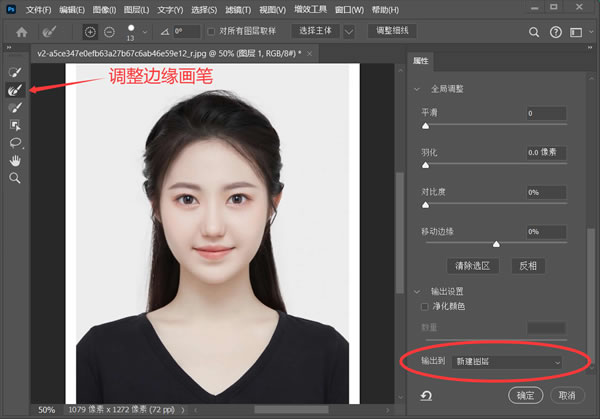 Ps 文件(F) 编辑(E) 图像(I) 图层(L) 文字(Y) 选择(S) 滤镜(T) 视图(V) 增效工具 窗口(W) 帮助(H)
13 0° 对所有图层取样 选择主体 调整细线
v2-a5ce347e0efb63a27b67c6ab46e59e12_r.jpg @ 50% (图层 1, RGB/8#) *
调整边缘画笔
属性
全局调整
平滑 0
羽化 0.0 像素
对比度 0%
移动边缘 0%
清除选区 反相
输出设置
净化颜色
数量
输出到 新建图层
确定 取消
50% 1079 像素 x 1272 像素 (72 ppi)